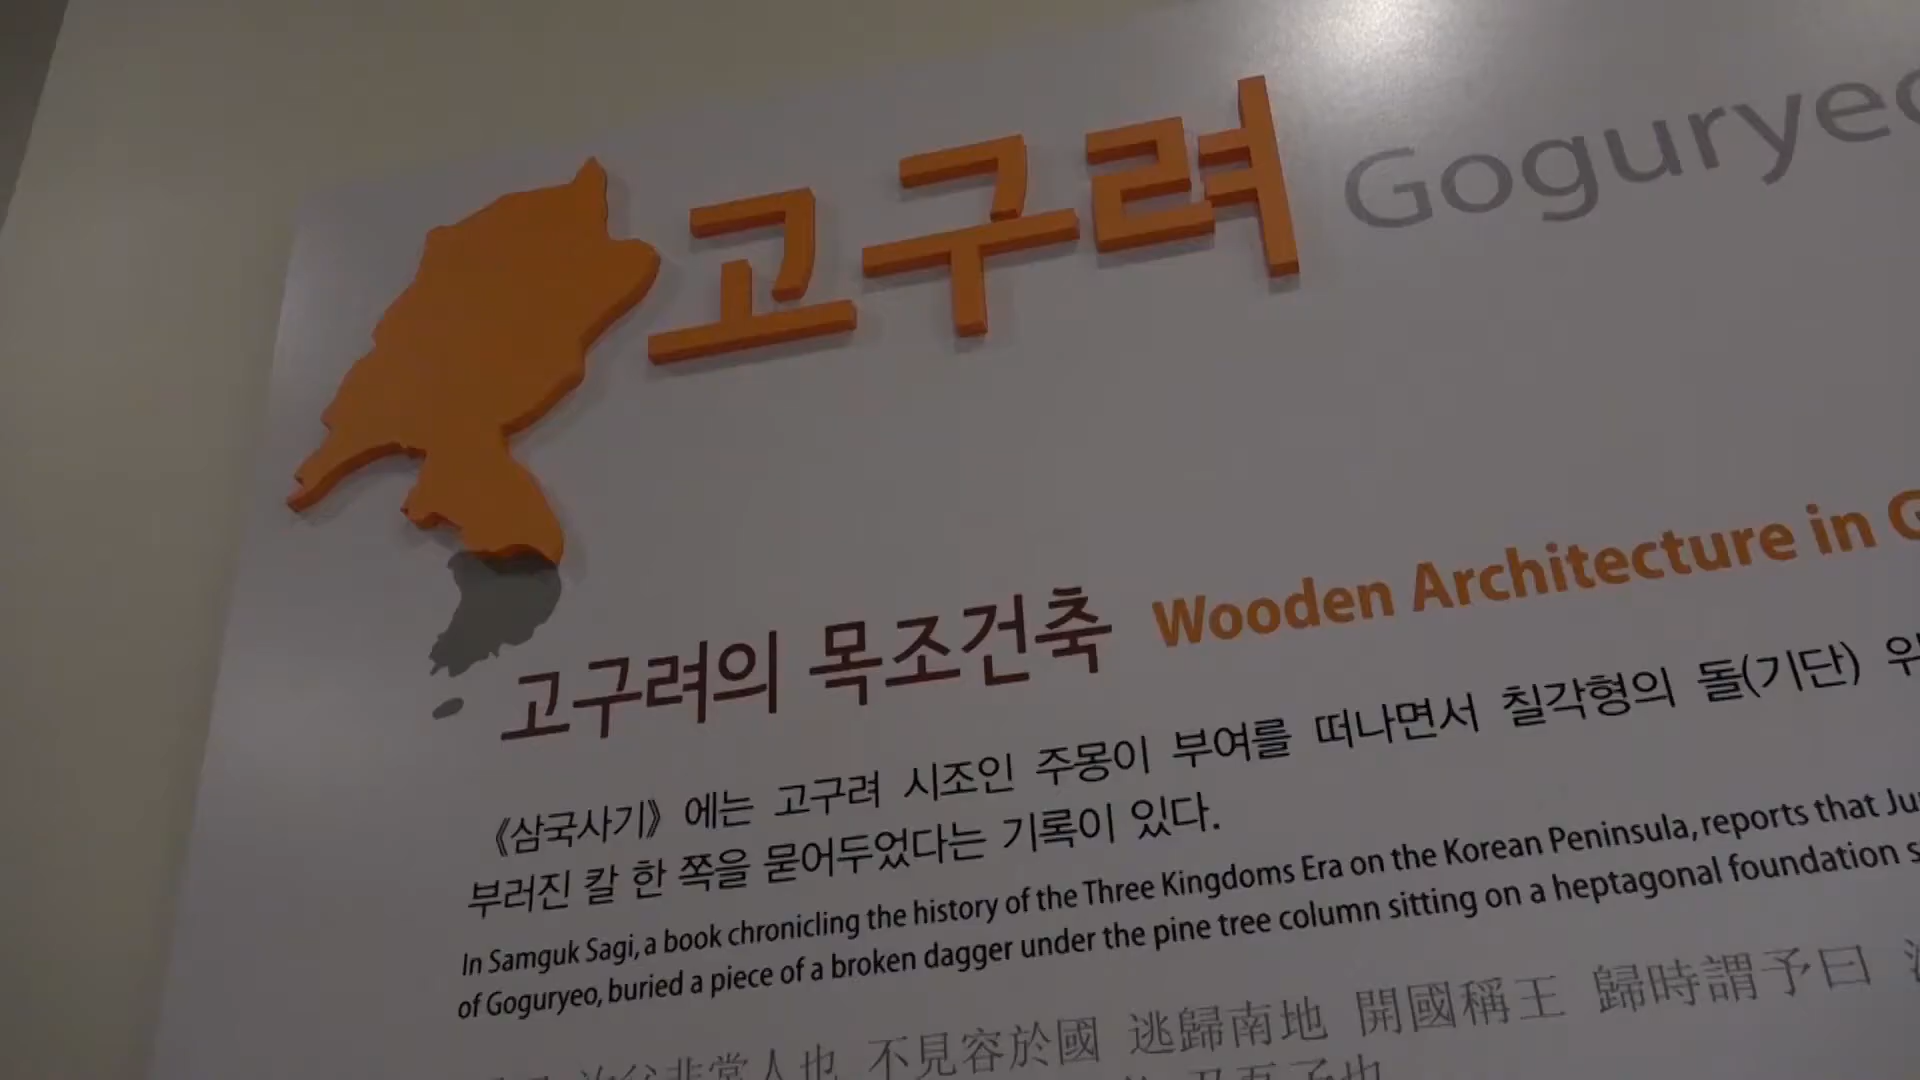 고구려 Goguryeo
고구려의 목조건축 Wooden Architecture in
《삼국사기》에는 고구려 시조인 주몽이 부여를 떠나면서 칠각형의 돌(기단)
부러진 칼 한 쪽을 묻어두었다는 기록이 있다.
In Samguk Sagi, a book chronicling the history of the Three Kingdoms Era on the Korean Peninsula, reports that
of Goguryeo, buried a piece of a broken dagger under the pine tree column sitting on a heptagonal foundation
父非常人也 不見容於國 逃歸南地 開國稱王 歸時謂予曰